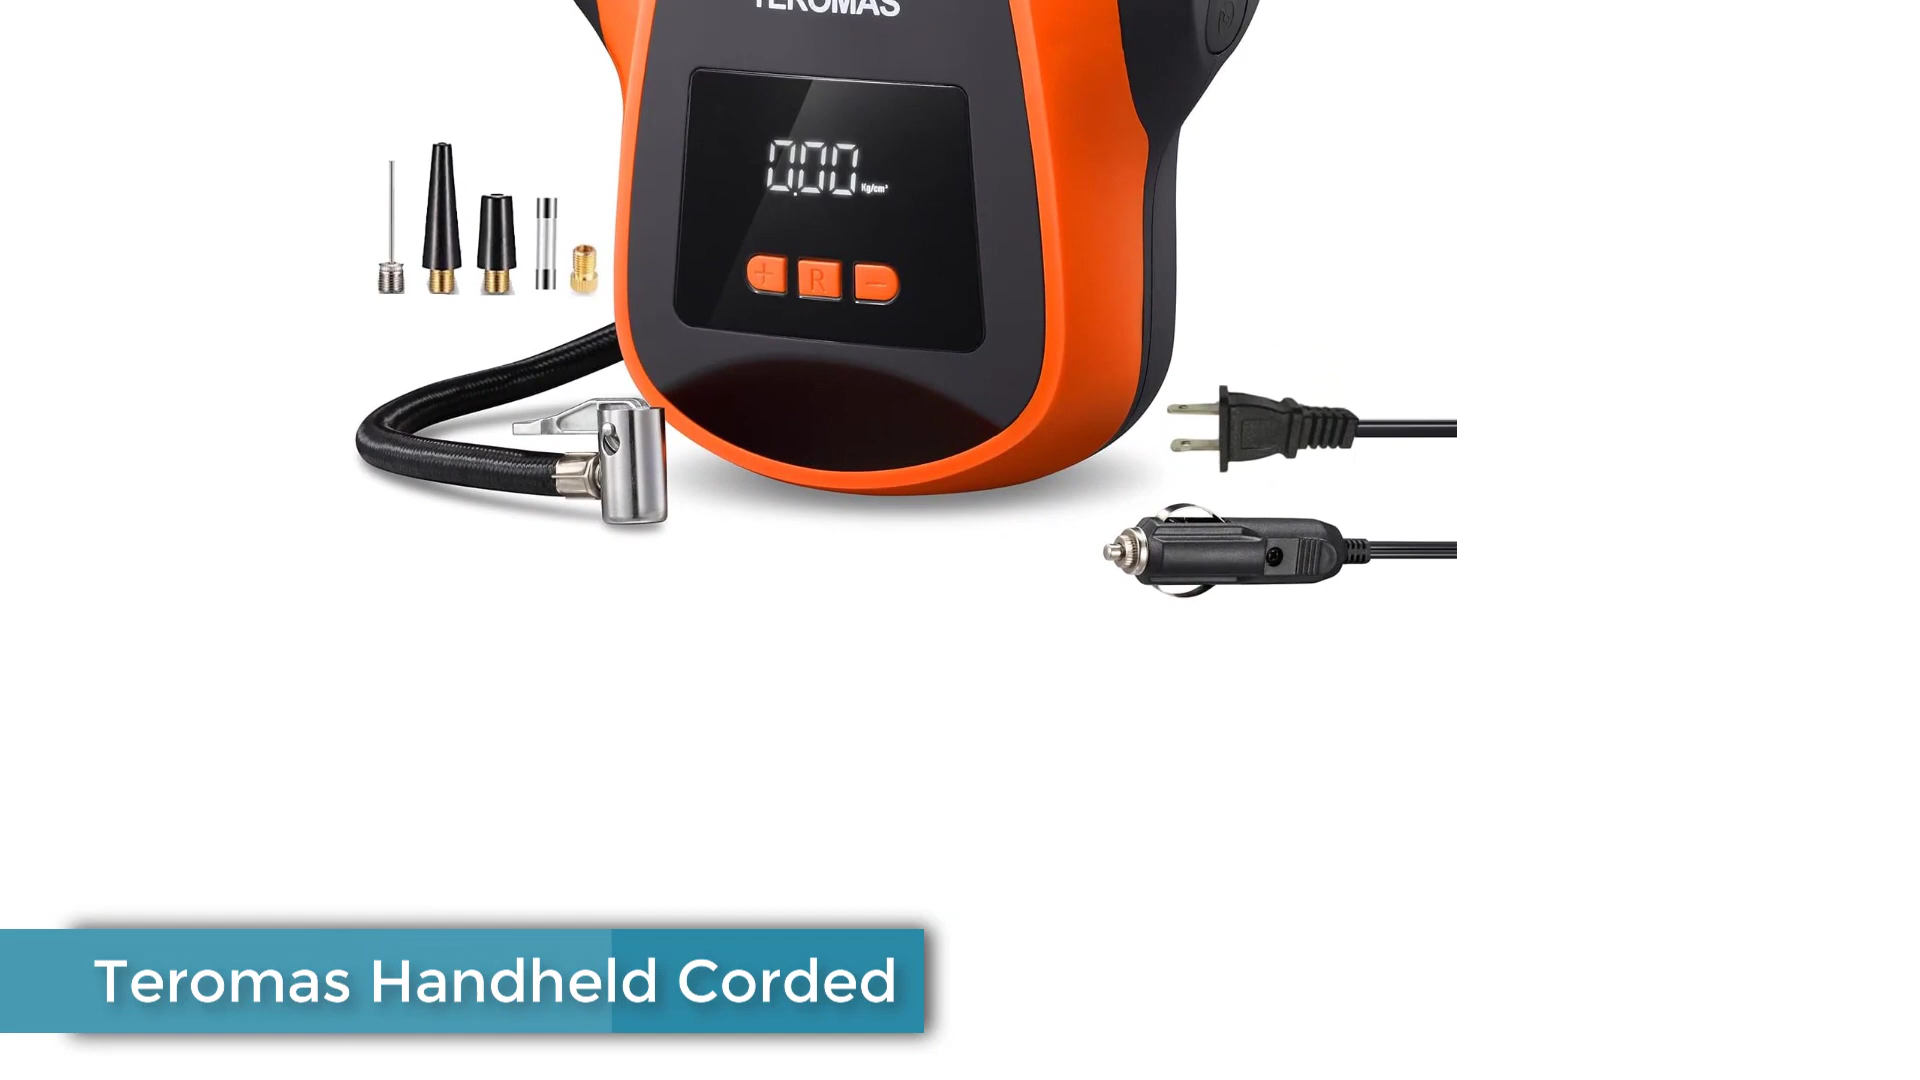 TEROMAS
0.00 Kg/cm²
+ R −
Teromas Handheld Corded